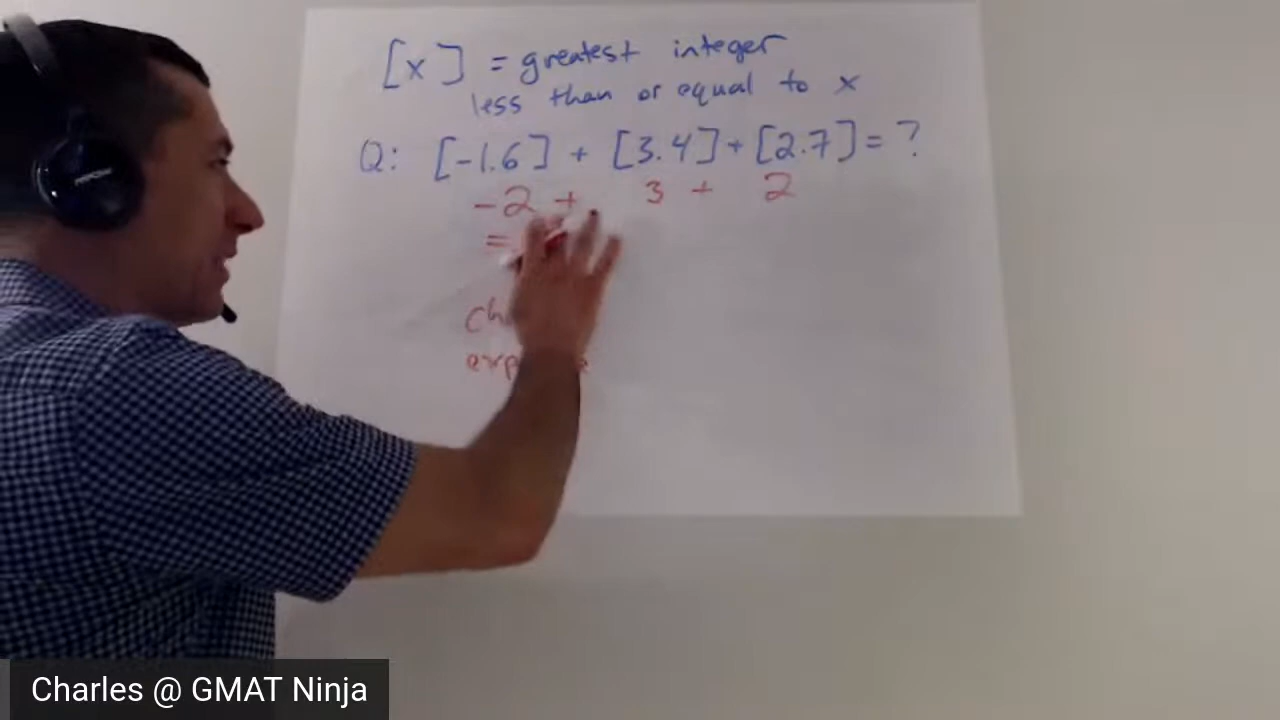 [x] = greatest integer
less than or equal to x
Q: [-1.6] + [3.4] + [2.7] = ?
-2 + 3 + 2
=
Charles @ GMAT Ninja